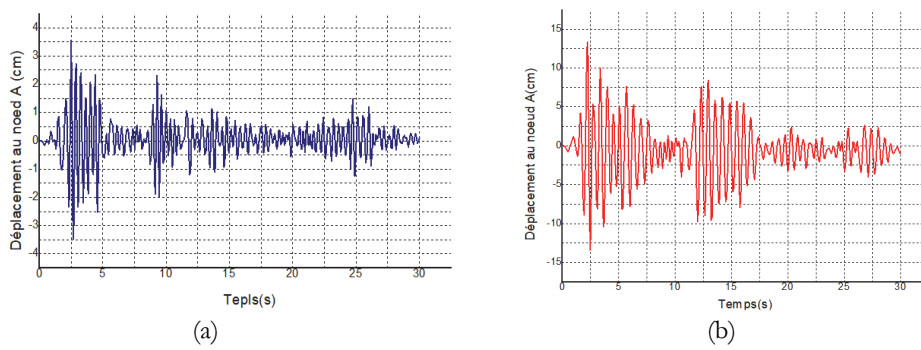 Déplacement au noed A (cm)
4
3
2
1
0
-1
-2
-3
-4
0 5 10 15 20 25 30
Tepls(s)
(a)
Déplacement au noeud A(cm)
15
10
5
0
-5
-10
-15
0 5 10 15 20 25 30
Temps(s)
(b)